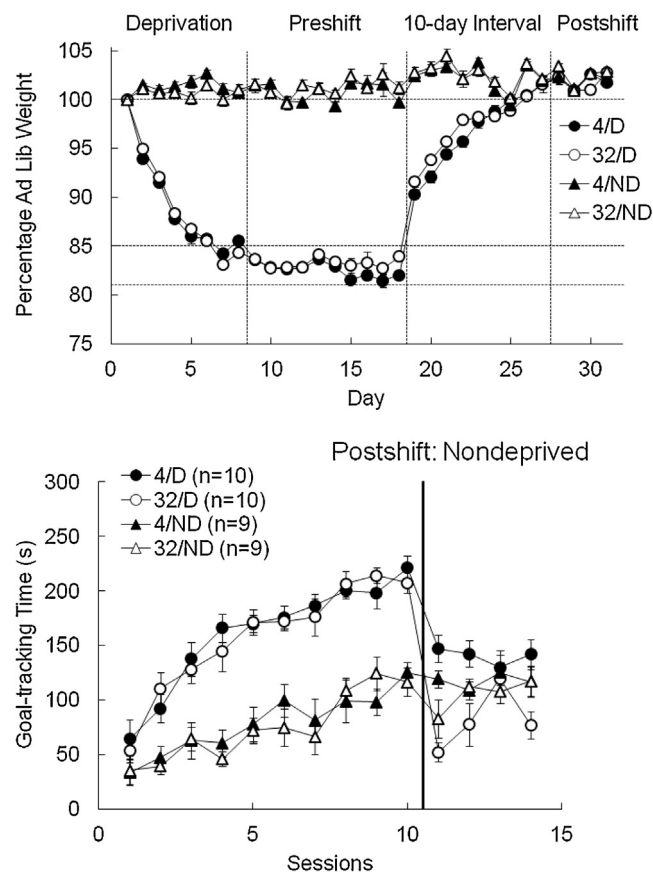 Deprivation Preshift 10-day Interval Postshift
105
100
95
90
85
80
75
0 5 10 15 20 25 30
Percentage Ad Lib Weight
Day
4/D
32/D
4/ND
32/ND
Postshift: Nondeprived
300
250
200
150
100
50
0
0 5 10 15
Goal-tracking Time (s)
Sessions
4/D (n=10)
32/D (n=10)
4/ND (n=9)
32/ND (n=9)